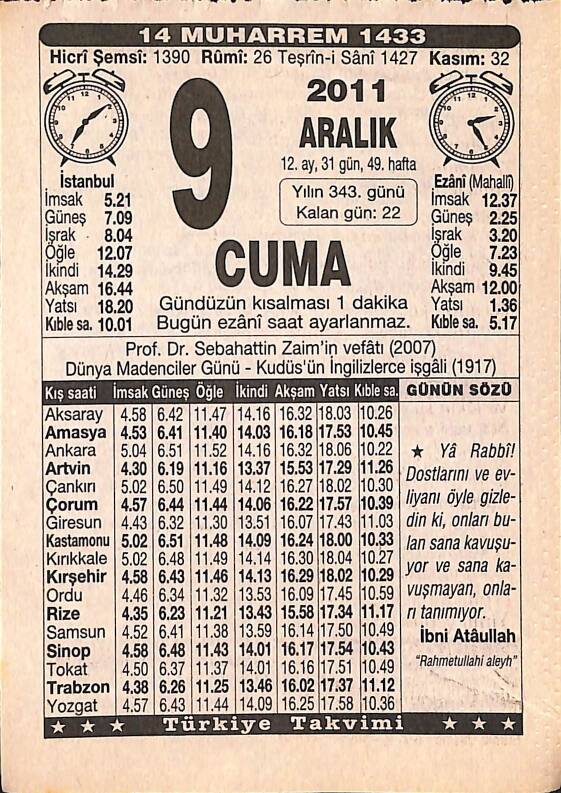 14 MUHARREM 1433
Hicrî Şemsî: 1390 Rûmî: 26 Teşrîn-i Sânî 1427 Kasım: 32
9
2011
ARALIK
12. ay, 31 gün, 49. hafta
Yılın 343. günü
Kalan gün: 22
CUMA
Gündüzün kısalması 1 dakika
Bugün ezânî saat ayarlanmaz.
İstanbul
İmsak 5.21
Güneş 7.09
İşrak 8.04
Öğle 12.07
İkindi 14.29
Akşam 16.44
Yatsı 18.20
Kıble sa. 10.01
Ezânî (Mahallî)
İmsak 12.37
Güneş 2.25
İşrak 3.20
Öğle 7.23
İkindi 9.45
Akşam 12.00
Yatsı 1.36
Kıble sa. 5.17
Prof. Dr. Sebahattin Zaim'in vefâtı (2007)
Dünya Madenciler Günü - Kudüs'ün İngilizlerce işgâli (1917)
Kış saati İmsak Güneş Öğle İkindi Akşam Yatsı Kıble sa.
Aksaray 4.58 6.42 11.47 14.16 16.32 18.03 10.26
Amasya 4.53 6.41 11.40 14.03 16.18 17.53 10.45
Ankara 5.04 6.51 11.52 14.16 16.32 18.06 10.22
Artvin 4.30 6.19 11.16 13.37 15.53 17.29 11.26
Çankırı 5.02 6.50 11.49 14.12 16.27 18.02 10.30
Çorum 4.57 6.44 11.44 14.06 16.22 17.57 10.39
Giresun 4.43 6.32 11.30 13.51 16.07 17.43 11.03
Kastamonu 5.02 6.51 11.48 14.09 16.24 18.00 10.33
Kırıkkale 5.02 6.48 11.49 14.14 16.30 18.04 10.27
Kırşehir 4.58 6.43 11.46 14.13 16.29 18.02 10.29
Ordu 4.46 6.34 11.32 13.53 16.09 17.45 10.59
Rize 4.35 6.23 11.21 13.43 15.58 17.34 11.17
Samsun 4.52 6.41 11.38 13.59 16.14 17.50 10.49
Sinop 4.58 6.48 11.43 14.01 16.17 17.54 10.43
Tokat 4.50 6.37 11.37 14.01 16.16 17.51 10.49
Trabzon 4.38 6.26 11.25 13.46 16.02 17.37 11.12
Yozgat 4.57 6.43 11.44 14.09 16.25 17.58 10.36
GÜNÜN SÖZÜ
★ Yâ Rabbî!
Dostlarını ve ev-
liyanı öyle gizle-
din ki, onları bu-
lan sana kavuşu-
yor ve sana ka-
vuşmayan, onla-
rı tanımıyor.
İbni Atâullah
"Rahmetullahi aleyh"
★ ★ ★ Türkiye Takvimi ★ ★ ★